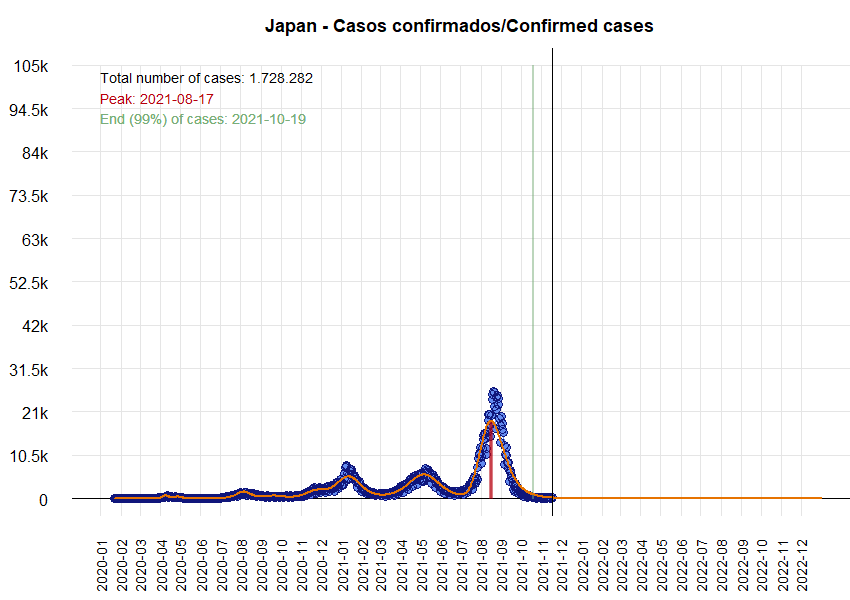 Japan - Casos confirmados/Confirmed cases
105k
94.5k
84k
73.5k
63k
52.5k
42k
31.5k
21k
10.5k
0
Total number of cases: 1.728.282
Peak: 2021-08-17
End (99%) of cases: 2021-10-19
2020-01
2020-02
2020-03
2020-04
2020-05
2020-06
2020-07
2020-08
2020-09
2020-10
2020-11
2020-12
2021-01
2021-02
2021-03
2021-04
2021-05
2021-06
2021-07
2021-08
2021-09
2021-10
2021-11
2021-12
2022-01
2022-02
2022-03
2022-04
2022-05
2022-06
2022-07
2022-08
2022-09
2022-10
2022-11
2022-12